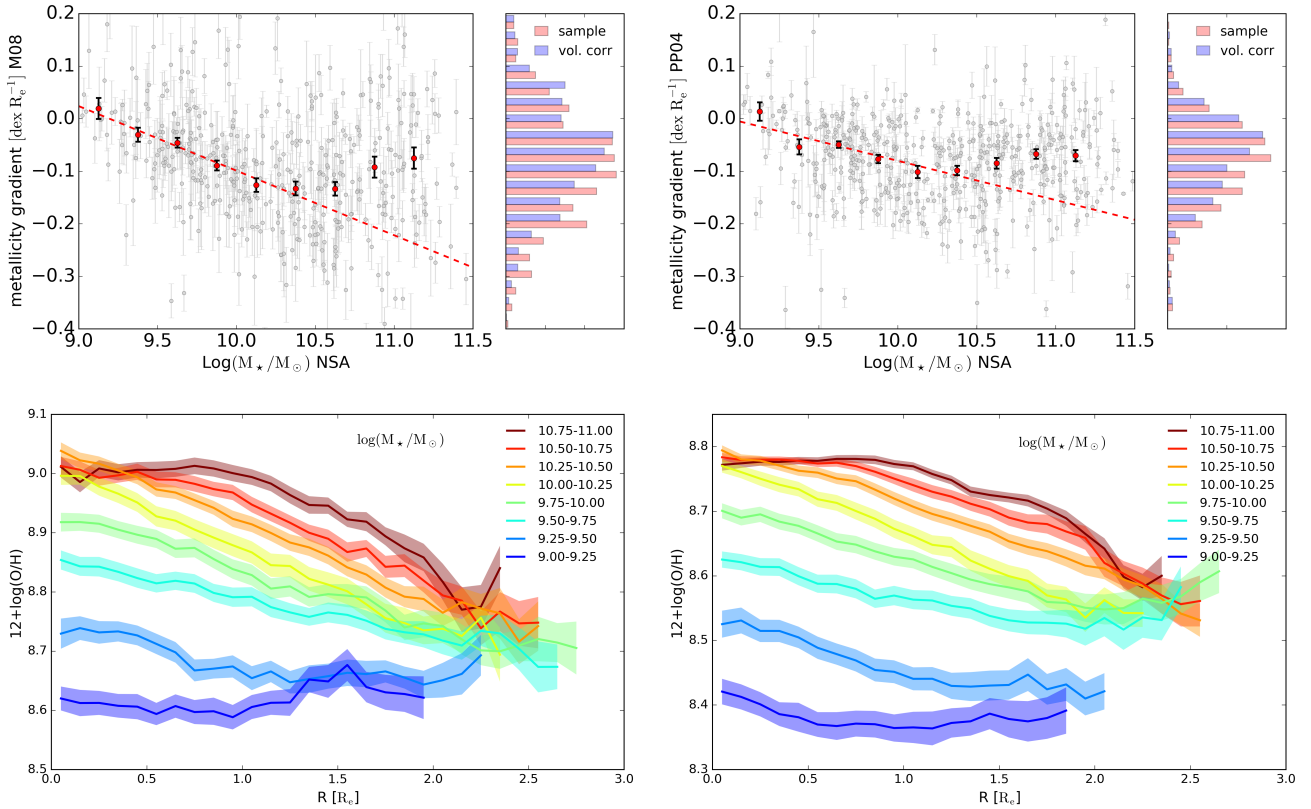 metallicity gradient [dex R_e^{-1}] M08
0.2
0.1
0.0
−0.1
−0.2
−0.3
−0.4
9.0 9.5 10.0 10.5 11.0 11.5
Log(M⋆/M⊙) NSA
sample
vol. corr
metallicity gradient [dex R_e^{-1}] PP04
0.2
0.1
0.0
−0.1
−0.2
−0.3
−0.4
9.0 9.5 10.0 10.5 11.0 11.5
Log(M⋆/M⊙) NSA
sample
vol. corr
12+log(O/H)
9.1
9.0
8.9
8.8
8.7
8.6
8.5
0.0 0.5 1.0 1.5 2.0 2.5 3.0
R [R_e]
log(M⋆/M⊙)
10.75-11.00
10.50-10.75
10.25-10.50
10.00-10.25
9.75-10.00
9.50-9.75
9.25-9.50
9.00-9.25
12+log(O/H)
8.8
8.7
8.6
8.5
8.4
8.3
0.0 0.5 1.0 1.5 2.0 2.5 3.0
R [R_e]
log(M⋆/M⊙)
10.75-11.00
10.50-10.75
10.25-10.50
10.00-10.25
9.75-10.00
9.50-9.75
9.25-9.50
9.00-9.25